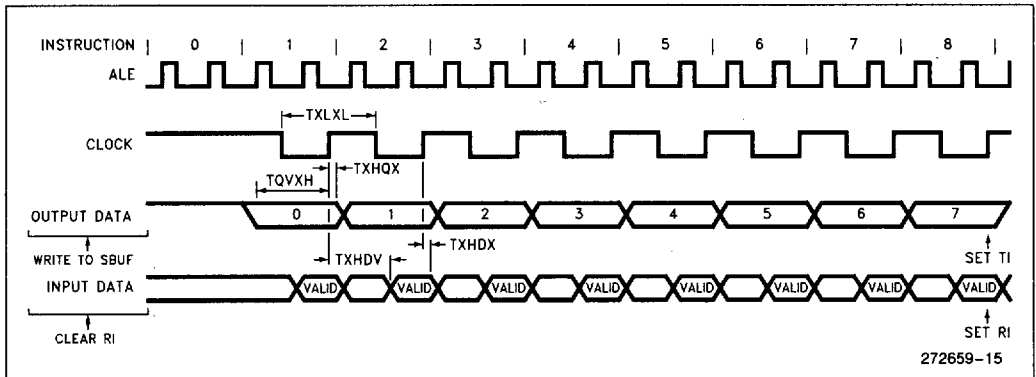 INSTRUCTION | 0 | 1 | 2 | 3 | 4 | 5 | 6 | 7 | 8 |
ALE
TXLXL
CLOCK
TXHQX
TQVXH
OUTPUT DATA 0 1 2 3 4 5 6 7
WRITE TO SBUF
TXHDX
SET TI
TXHDV
INPUT DATA VALID VALID VALID VALID VALID VALID VALID VALID
CLEAR RI
SET RI
272659-15